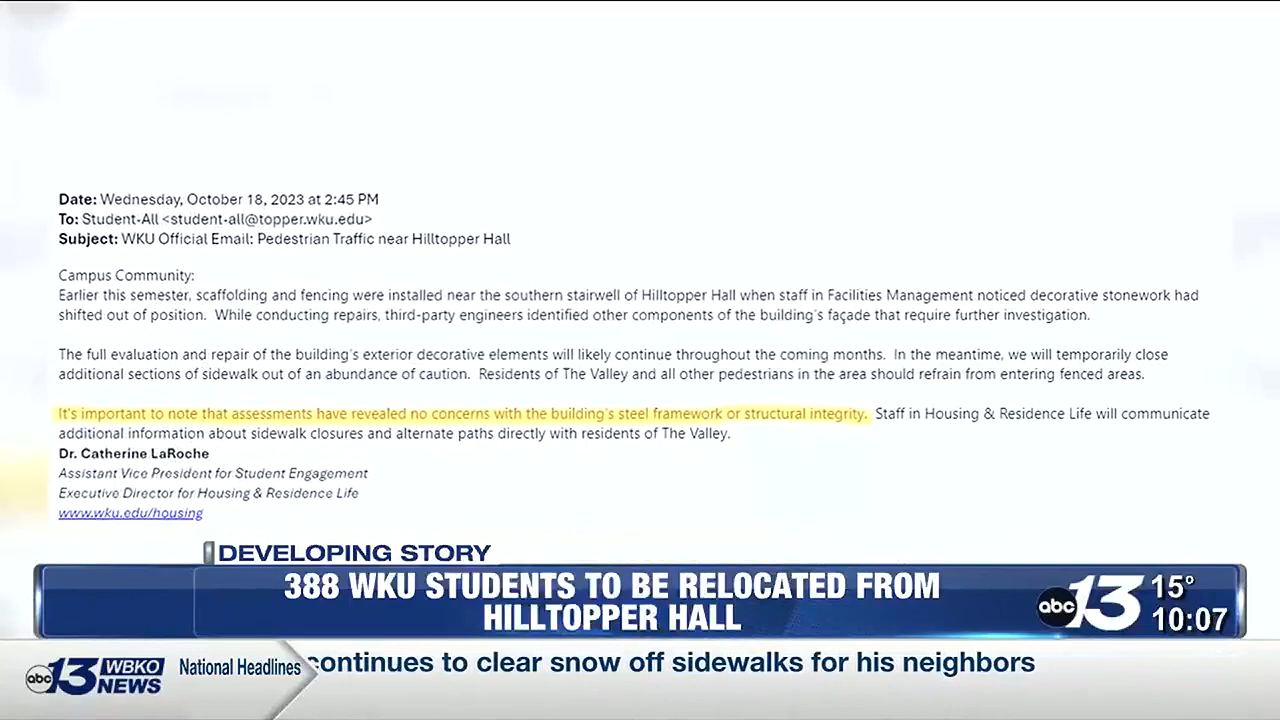 Date: Wednesday, October 18, 2023 at 2:45 PM
To: Student-All <student-all@topper.wku.edu>
Subject: WKU Official Email: Pedestrian Traffic near Hilltopper Hall
Campus Community:
Earlier this semester, scaffolding and fencing were installed near the southern stairwell of Hilltopper Hall when staff in Facilities Management noticed decorative stonework had
shifted out of position.  While conducting repairs, third-party engineers identified other components of the building's façade that require further investigation.
The full evaluation and repair of the building's exterior decorative elements will likely continue throughout the coming months.  In the meantime, we will temporarily close
additional sections of sidewalk out of an abundance of caution.  Residents of The Valley and all other pedestrians in the area should refrain from entering fenced areas.
It's important to note that assessments have revealed no concerns with the building's steel framework or structural integrity.  Staff in Housing & Residence Life will communicate
additional information about sidewalk closures and alternate paths directly with residents of The Valley.
Dr. Catherine LaRoche
Assistant Vice President for Student Engagement
Executive Director for Housing & Residence Life
www.wku.edu/housing
DEVELOPING STORY
388 WKU STUDENTS TO BE RELOCATED FROM
HILLTOPPER HALL
abc 13
15°
10:07
abc 13 WBKO NEWS
National Headlines
continues to clear snow off sidewalks for his neighbors